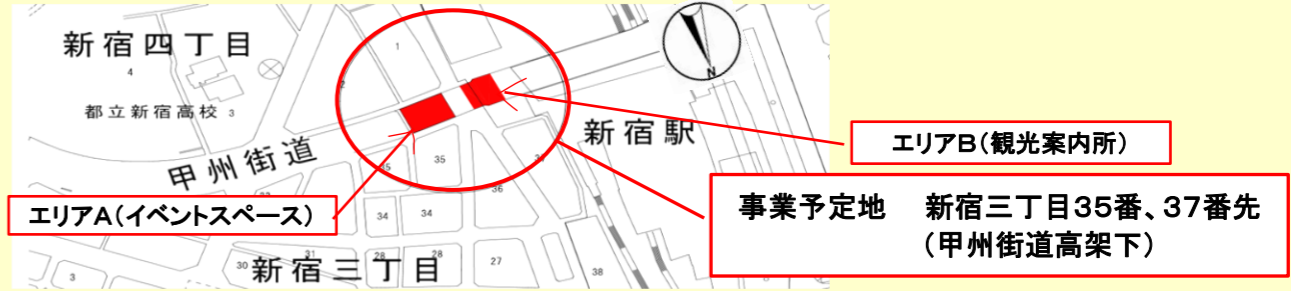 新宿四丁目
1
4
2
都立新宿高校 3
N
新宿駅
エリアB(観光案内所)
甲州街道
35
35
36
エリアA(イベントスペース)
34
34
事業予定地 新宿三丁目35番、37番先
(甲州街道高架下)
31
28
28
30
新宿三丁目
27
38
3